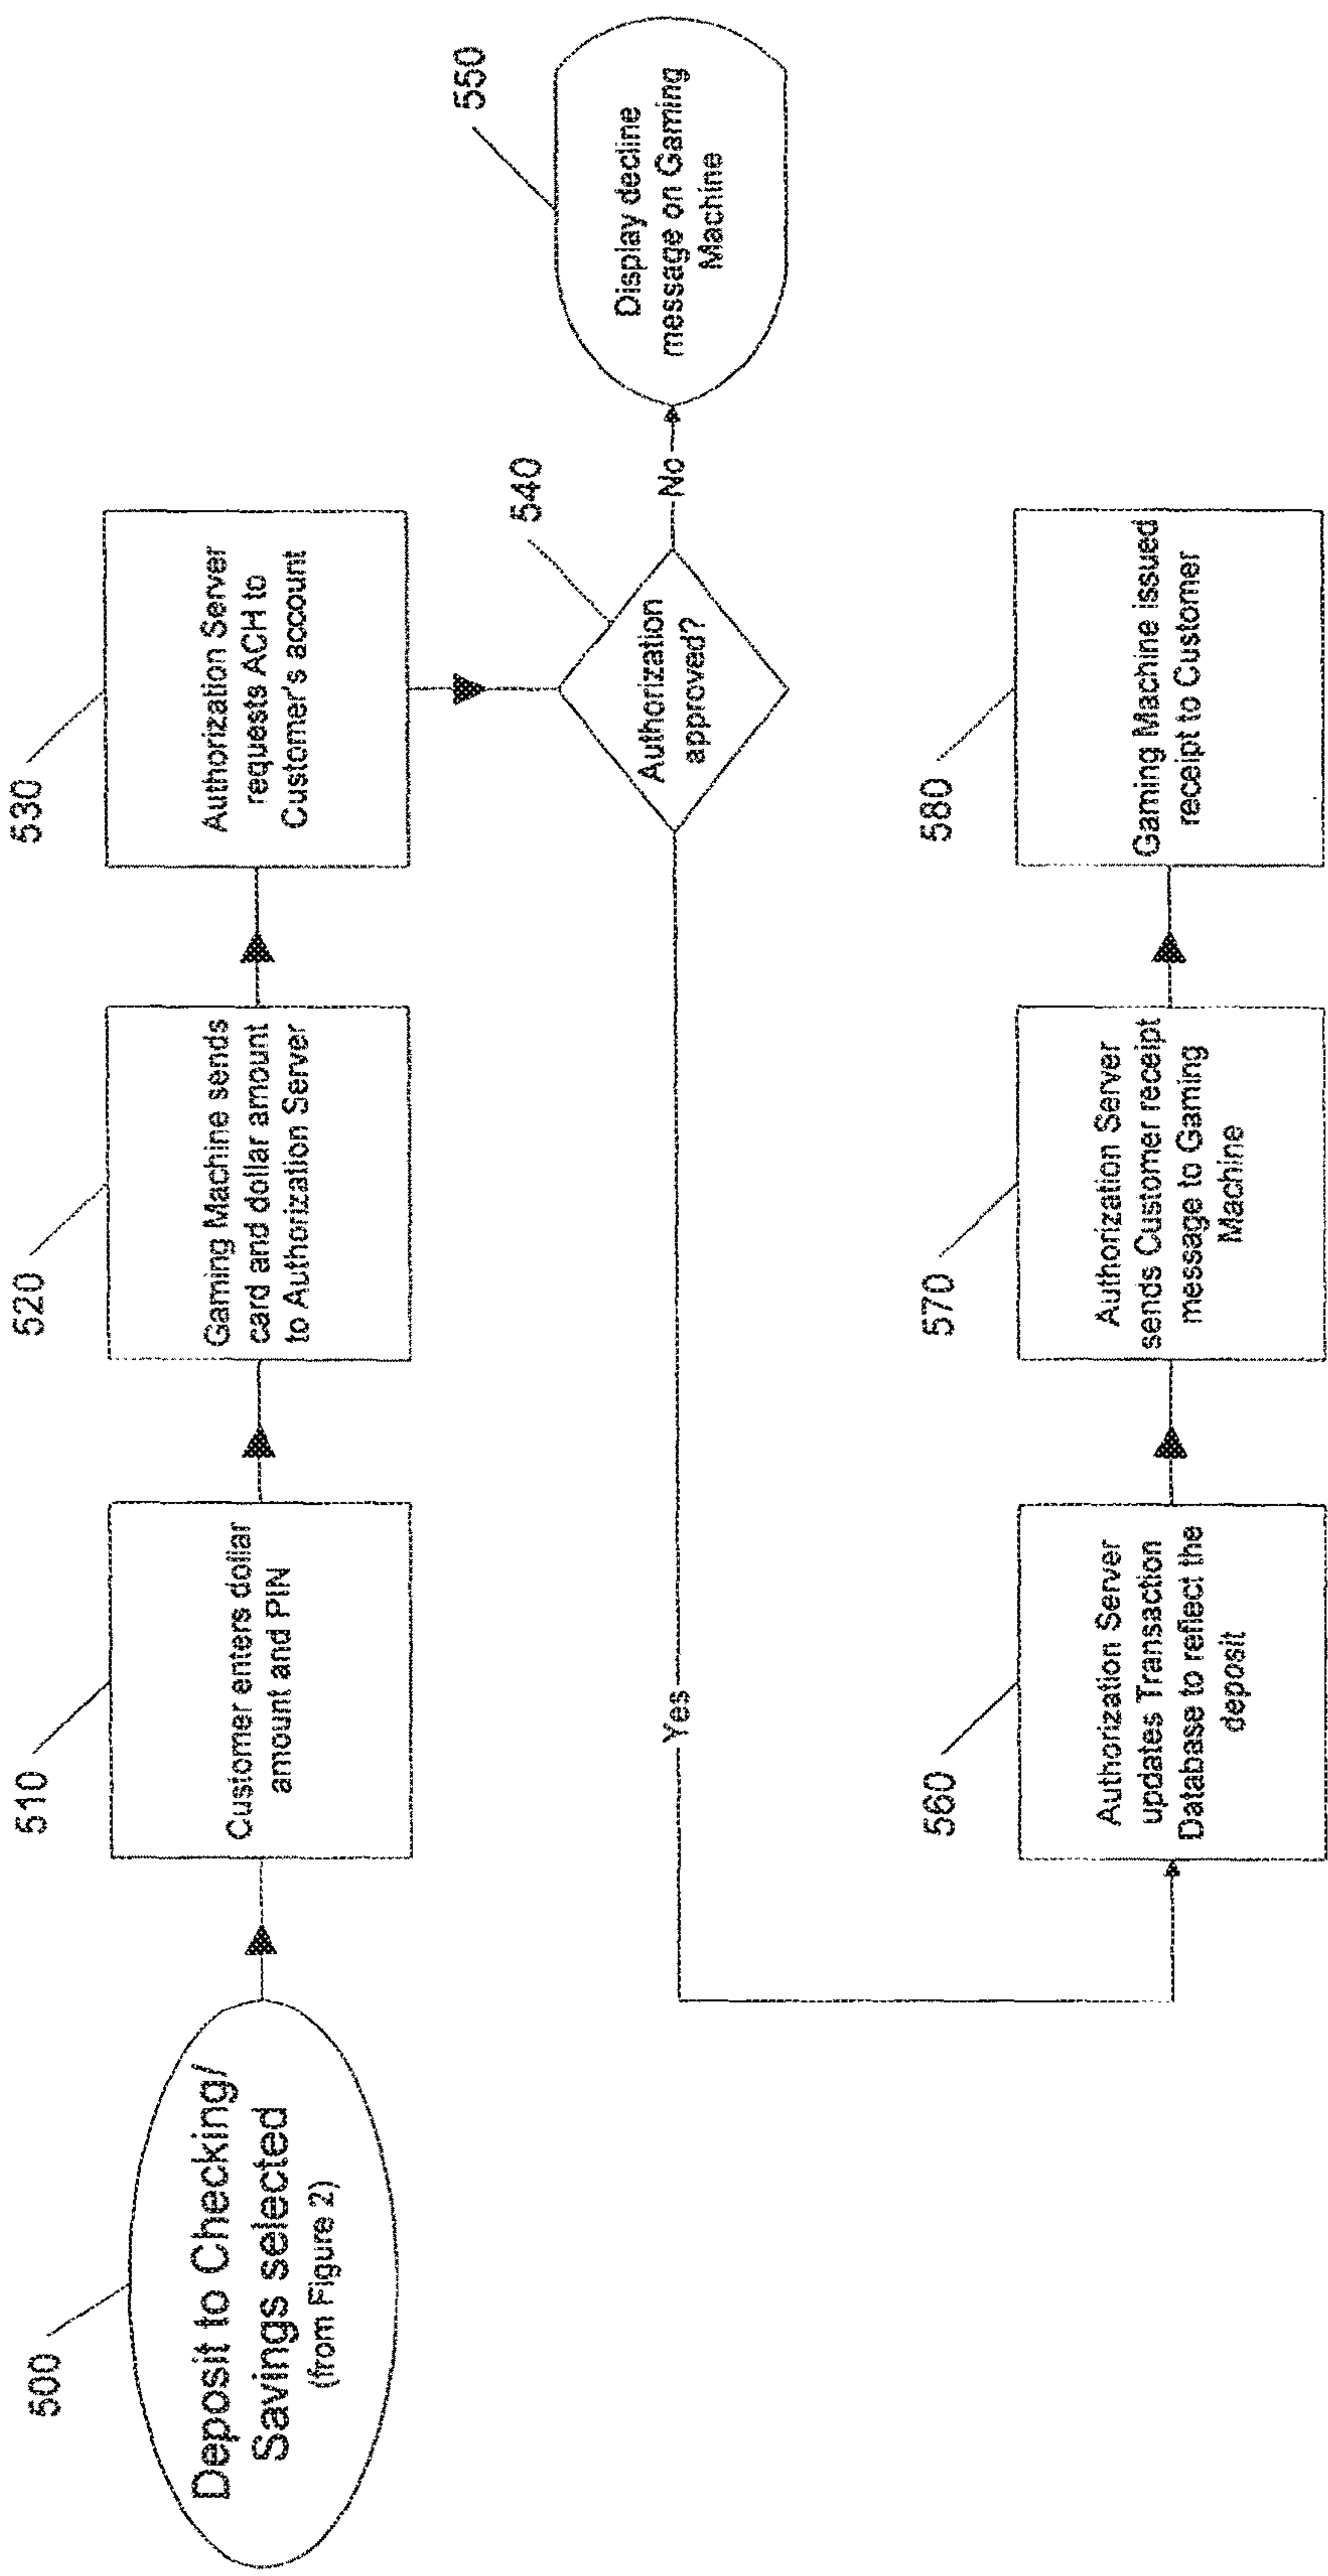 500
Deposit to Checking/
Savings selected
(from Figure 2)
510
Customer enters dollar
amount and PIN
520
Gaming Machine sends
card and dollar amount
to Authorization Server
530
Authorization Server
requests ACH to
Customer's account
540
Authorization
approved?
No
550
Display decline
message on Gaming
Machine
Yes
560
Authorization Server
updates Transaction
Database to reflect the
deposit
570
Authorization Server
sends Customer receipt
message to Gaming
Machine
580
Gaming Machine issued
receipt to Customer